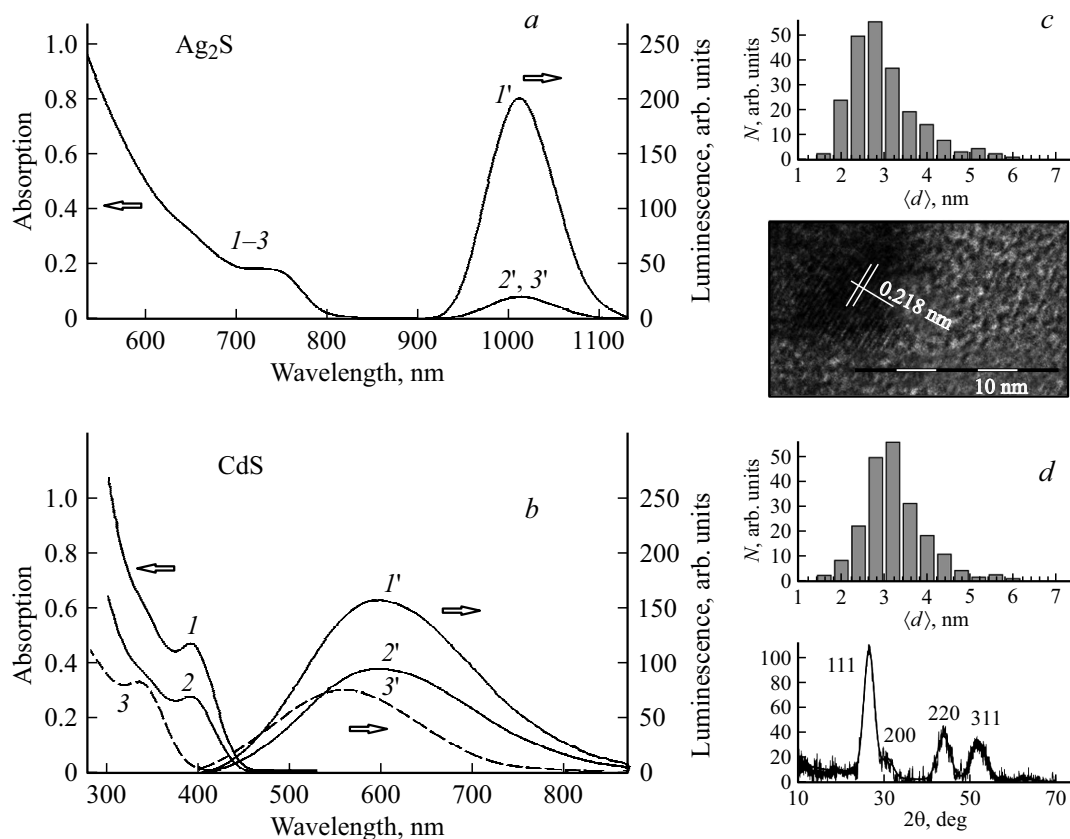 a
Ag₂S
1.0
0.8
0.6
0.4
0.2
0
Absorption
1–3
1'
2', 3'
250
200
150
100
50
0
Luminescence, arb. units
600 700 800 900 1000 1100
Wavelength, nm
c
50
40
30
20
10
0
N, arb. units
1 2 3 4 5 6 7
⟨d⟩, nm
0.218 nm
10 nm
CdS
b
1.0
0.8
0.6
0.4
0.2
0
Absorption
1
2
3
1'
2'
3'
250
200
150
100
50
0
Luminescence, arb. units
300 400 500 600 700 800
Wavelength, nm
d
50
40
30
20
10
0
N, arb. units
1 2 3 4 5 6 7
⟨d⟩, nm
100
80
60
40
20
0
111
200
220
311
10 30 50 70
2θ, deg